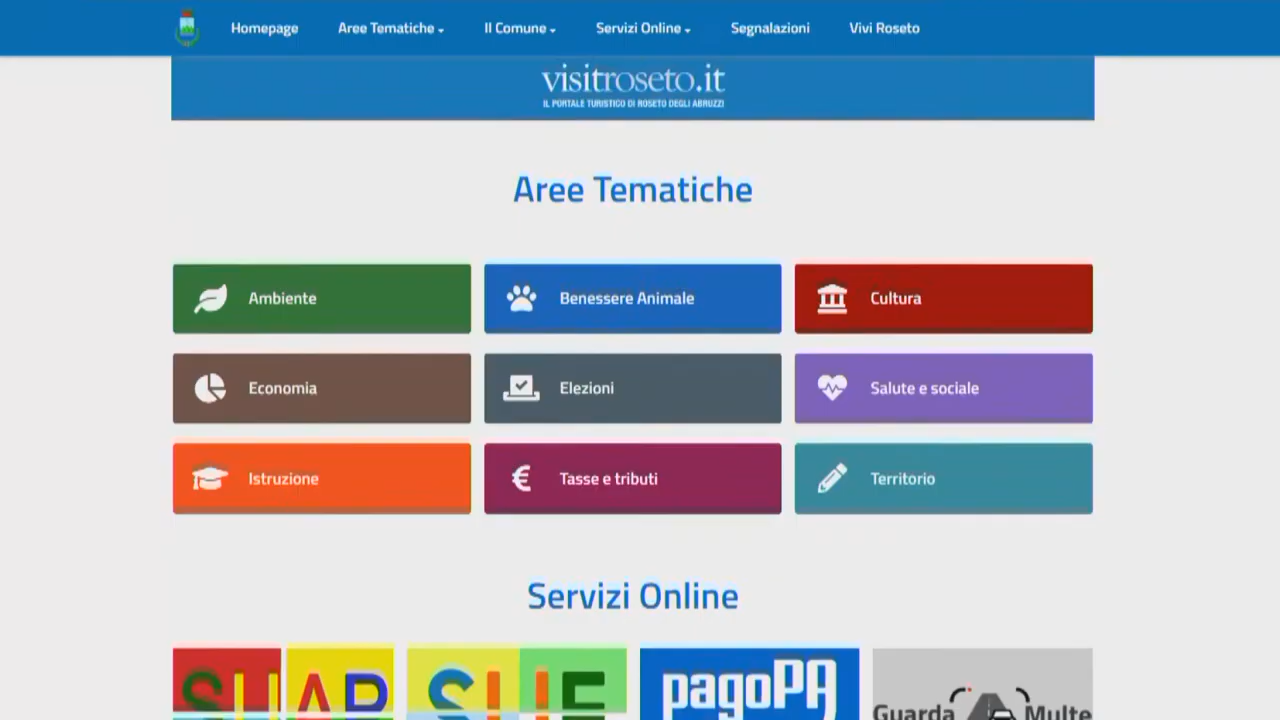 Homepage Aree Tematiche Il Comune Servizi Online Segnalazioni Vivi Roseto
visitroseto.it
IL PORTALE TURISTICO DI ROSETO DEGLI ABRUZZI
Aree Tematiche
Ambiente Benessere Animale Cultura
Economia Elezioni Salute e sociale
Istruzione Tasse e tributi Territorio
Servizi Online
SUAP SUE pagoPA Guarda Multe